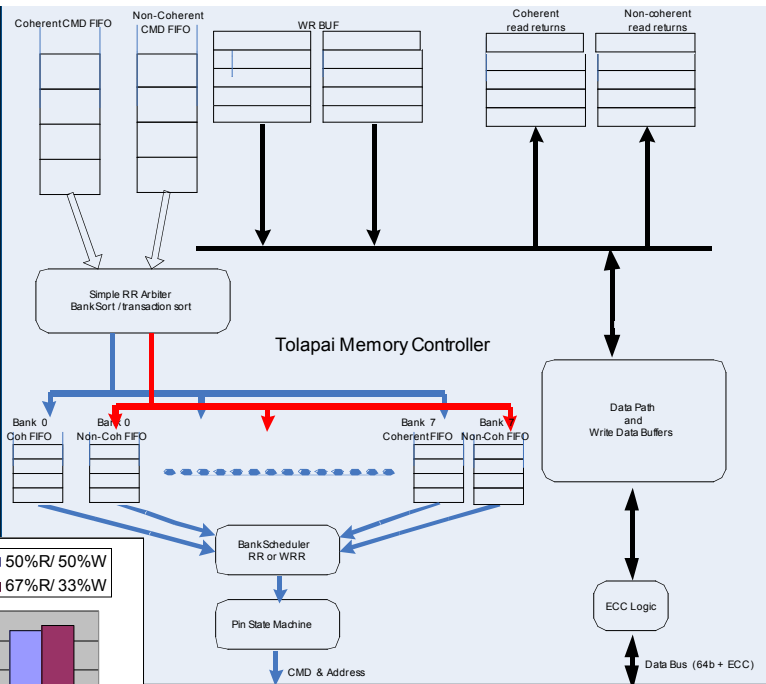 Coherent CMD FIFO
Non-Coherent
CMD FIFO
WR BUF
Coherent
read returns
Non-coherent
read returns
Simple RR Arbiter
BankSort / transaction sort
Tolapai Memory Controller
Data Path
and
Write Data Buffers
Bank 0
Coh FIFO
Bank 0
Non-Coh FIFO
Bank 7
Coherent FIFO
Bank
Non-Coh FIFO
BankScheduler
RR or WRR
50%R/ 50%W
67%R/ 33%W
ECC Logic
Pin State Machine
CMD & Address
Data Bus (64b + ECC)